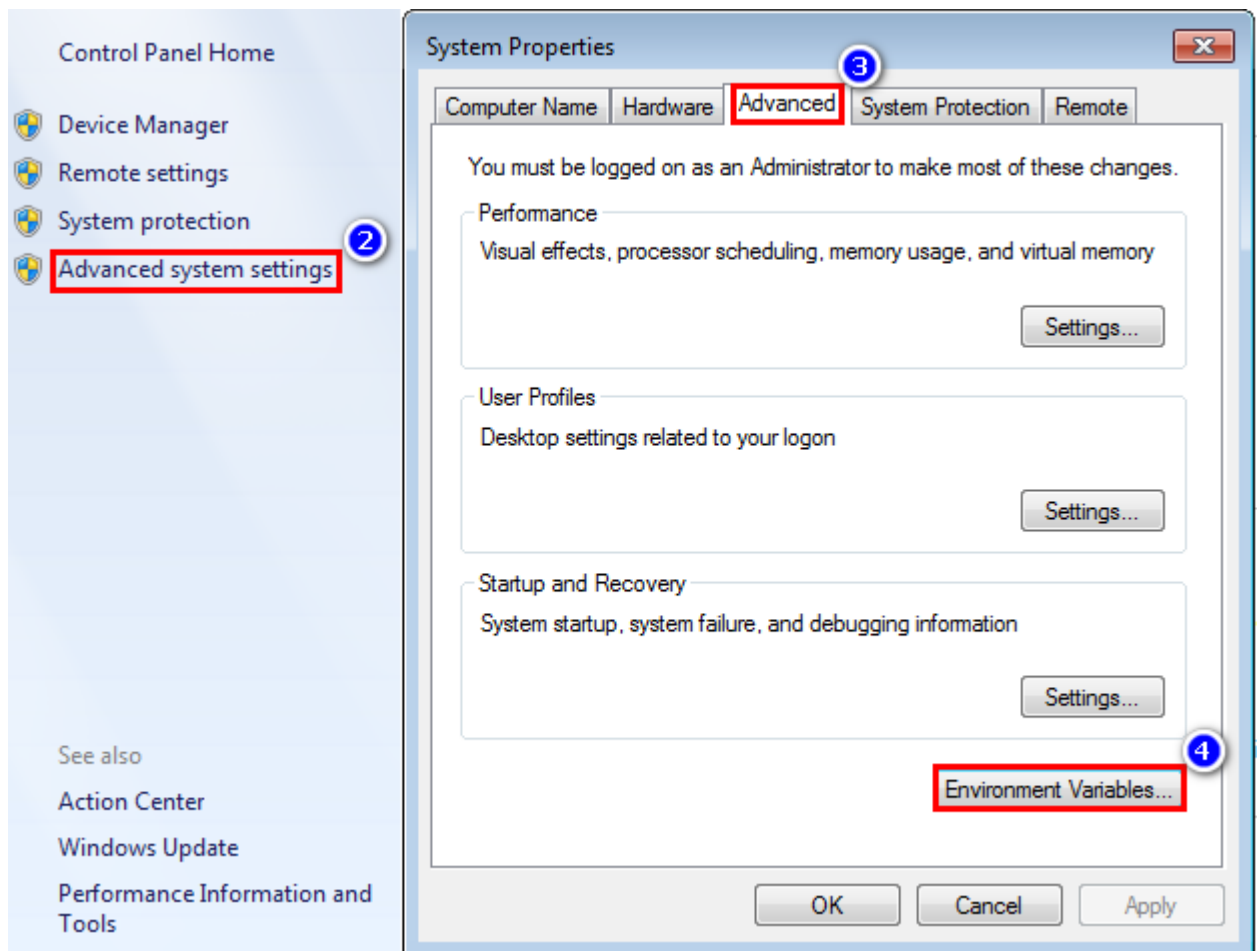 Control Panel Home
Device Manager
Remote settings
System protection
2
Advanced system settings
See also
Action Center
Windows Update
Performance Information and
Tools
System Properties
3
Computer Name Hardware Advanced System Protection Remote
You must be logged on as an Administrator to make most of these changes.
Performance
Visual effects, processor scheduling, memory usage, and virtual memory
Settings...
User Profiles
Desktop settings related to your logon
Settings...
Startup and Recovery
System startup, system failure, and debugging information
Settings...
4
Environment Variables...
OK Cancel Apply